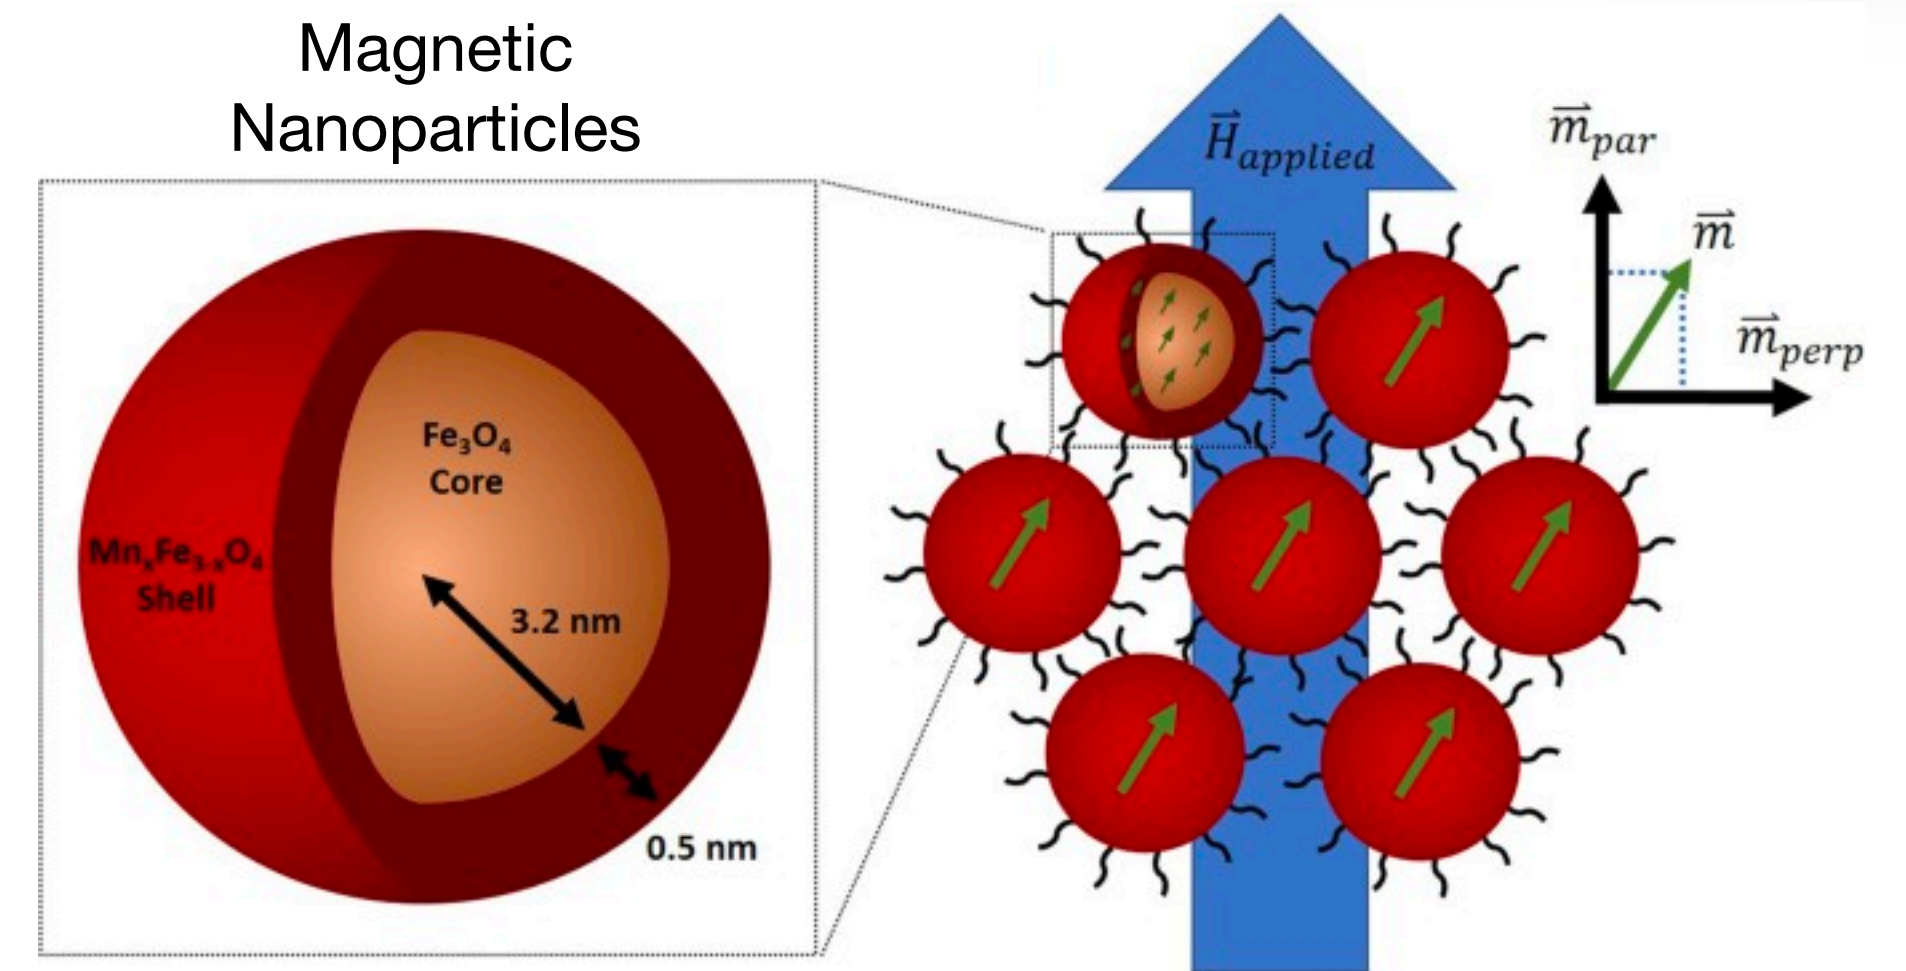 Magnetic
Nanoparticles
Fe₃O₄
Core
MnₓFe₃₋ₓO₄
Shell
3.2 nm
0.5 nm
H⃗applied
m⃗par
m⃗
m⃗perp